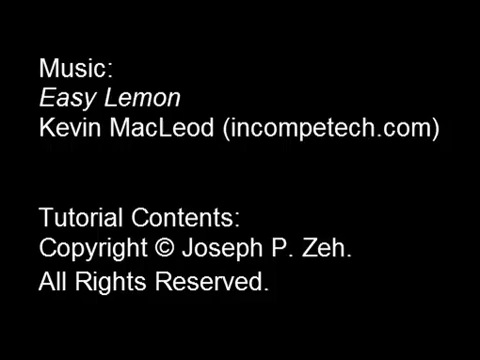 Music:
Easy Lemon
Kevin MacLeod (incompetech.com)
Tutorial Contents:
Copyright © Joseph P. Zeh.
All Rights Reserved.